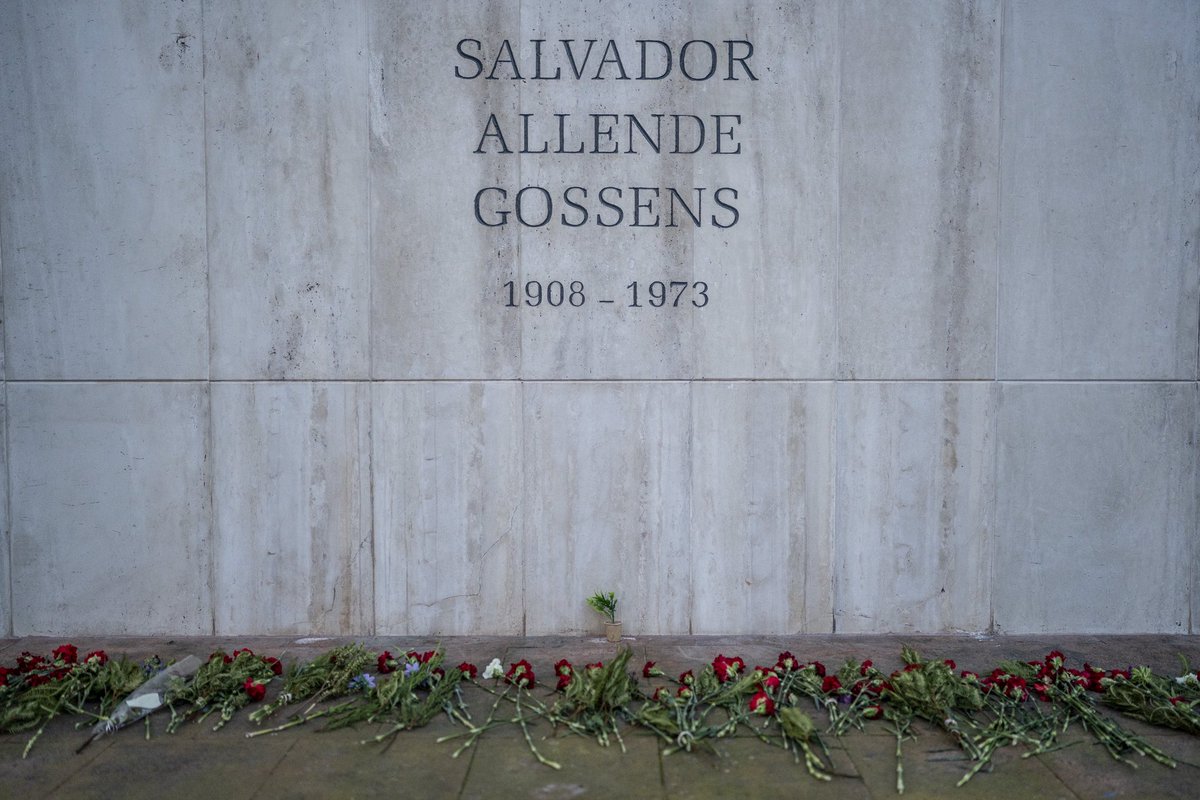 SALVADOR
ALLENDE
GOSSENS
1908 – 1973